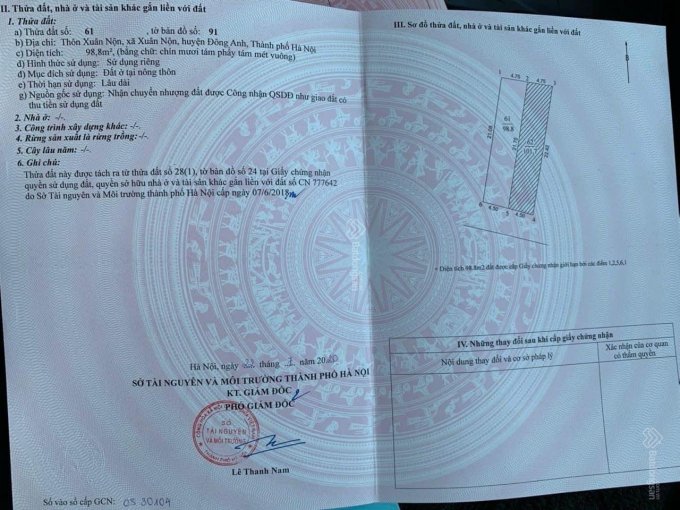 II. Thửa đất, nhà ở và tài sản khác gắn liền với đất
1. Thửa đất:
a) Thửa đất số: 61 , tờ bản đồ số: 91
b) Địa chỉ: Thôn Xuân Nộn, xã Xuân Nộn, huyện Đông Anh, Thành phố Hà Nội
c) Diện tích: 98,8m², (bằng chữ: chín mươi tám phẩy tám mét vuông)
d) Hình thức sử dụng: Sử dụng riêng
đ) Mục đích sử dụng: Đất ở tại nông thôn
e) Thời hạn sử dụng: Lâu dài
g) Nguồn gốc sử dụng: Nhận chuyển nhượng đất được Công nhận QSDĐ như giao đất có
thu tiền sử dụng đất
2. Nhà ở: -/-
3. Công trình xây dựng khác: -/-
4. Rừng sản xuất là rừng trồng: -/-
5. Cây lâu năm: -/-
6. Ghi chú:
Thửa đất này được tách ra từ thửa đất số 28(1), tờ bản đồ số 24 tại Giấy chứng nhận
quyền sử dụng đất, quyền sở hữu nhà ở và tài sản khác gắn liền với đất số CN 777642
do Sở Tài nguyên và Môi trường thành phố Hà Nội cấp ngày 07/6/2018
Hà Nội, ngày 22 tháng 1 năm 2020
SỞ TÀI NGUYÊN VÀ MÔI TRƯỜNG THÀNH PHỐ HÀ NỘI
KT. GIÁM ĐỐC
PHÓ GIÁM ĐỐC
SỞ
TÀI NGUYÊN
VÀ MÔI TRƯỜNG
Lê Thanh Nam
Số vào sổ cấp GCN: CS 30104
III. Sơ đồ thửa đất, nhà ở và tài sản khác gắn liền với đất
B
1 4.75 2 4.75 3
61
98.8
62
101.7
21.08
21.70
22.42
6 4.50 5 4.50 4
* Diện tích 98.8m2 đất được cấp Giấy chứng nhận giới hạn bởi các điểm 1,2,5,6,1
IV. Những thay đổi sau khi cấp giấy chứng nhận
Nội dung thay đổi và cơ sở pháp lý
Xác nhận của cơ quan
có thẩm quyền
Batdongsan
Batdongsan